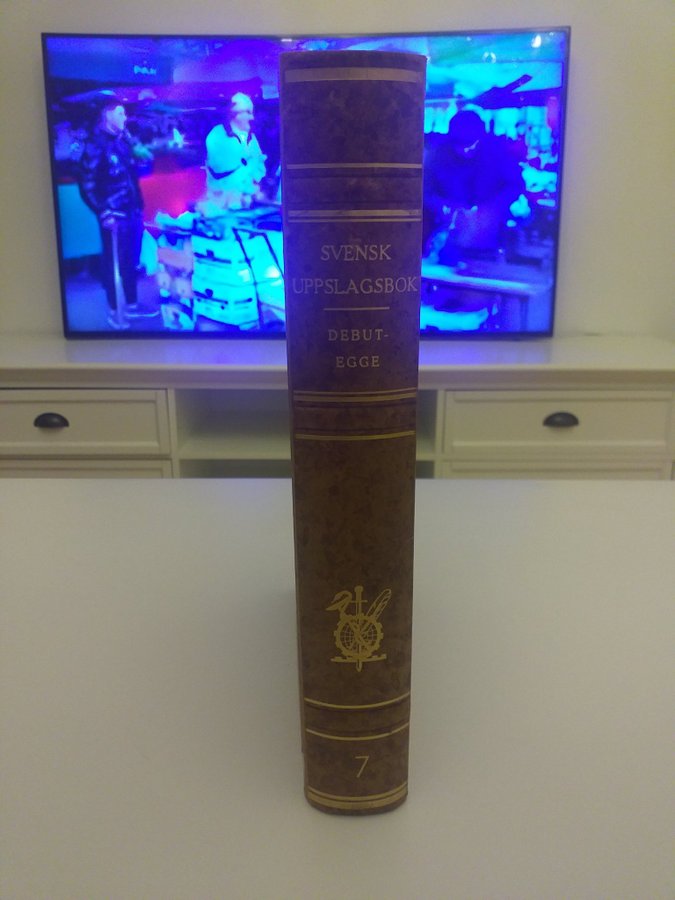 SVENSK
UPPSLAGSBOK
DEBUT-
EGGE
7